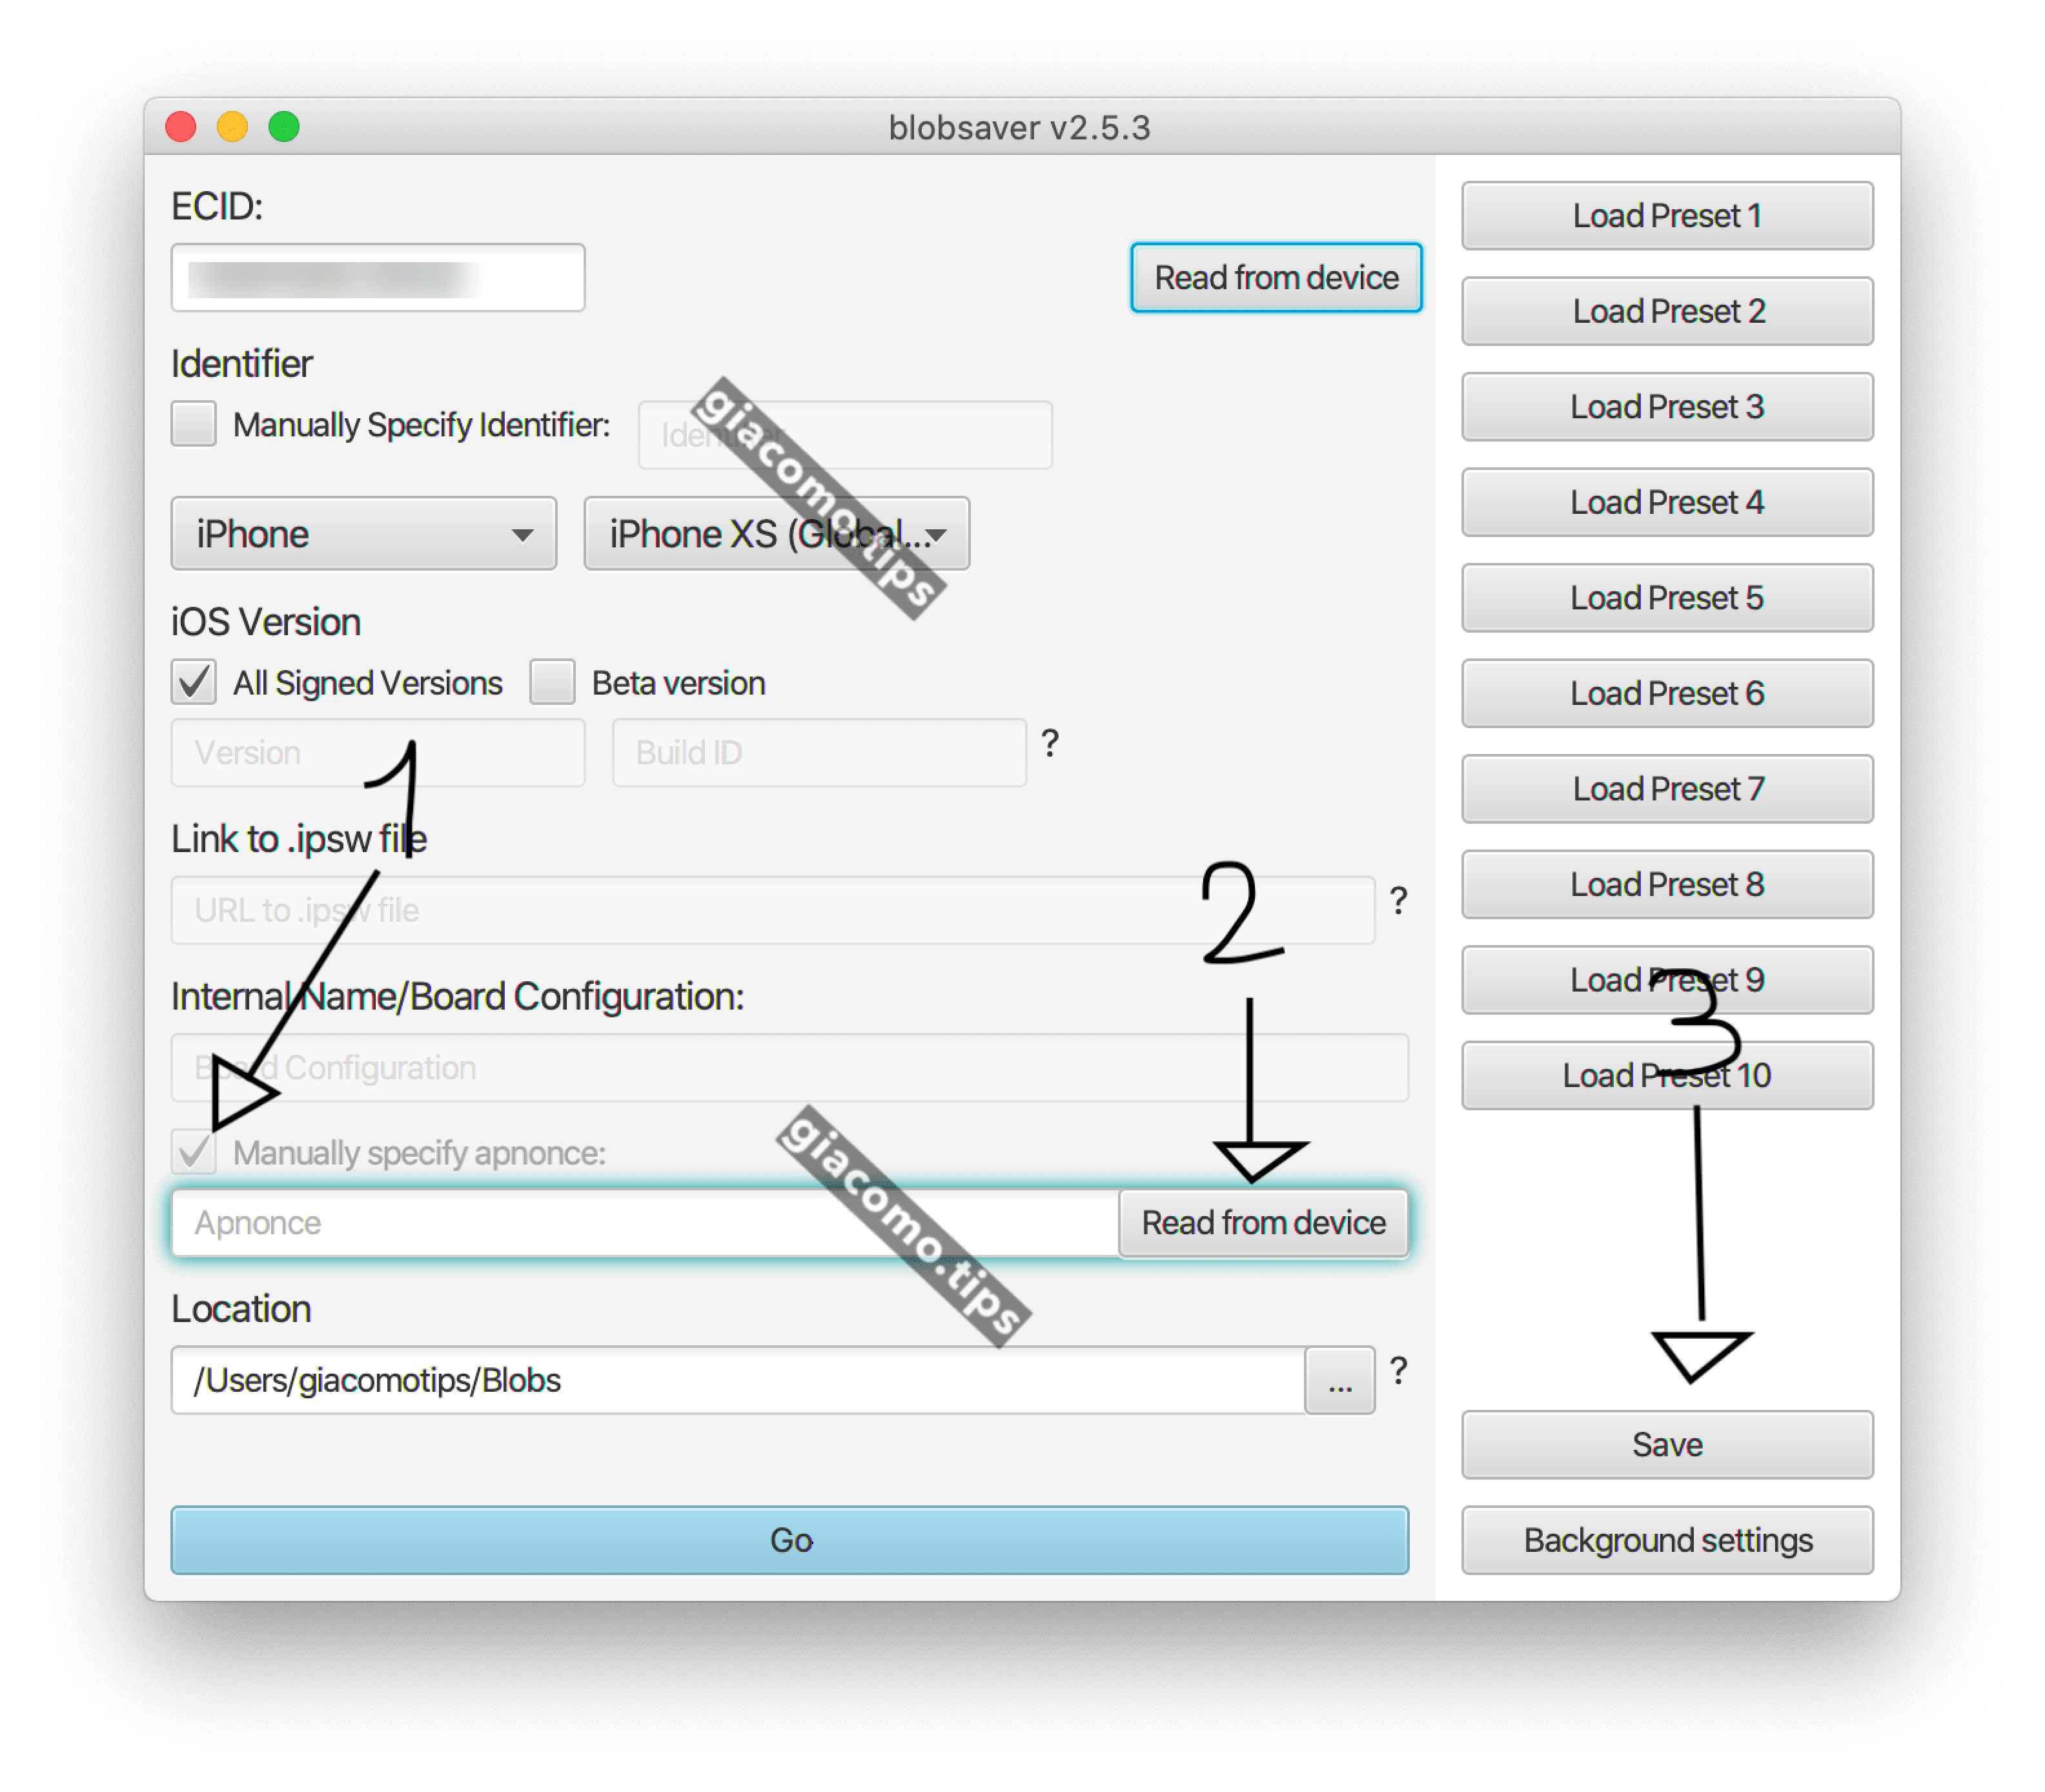 blobsaver v2.5.3
ECID:
Read from device
Identifier
Manually Specify Identifier:
Identifier
iPhone
iPhone XS (Global...
giacomo.tips
iOS Version
All Signed Versions
Beta version
Version
Build ID
?
1
Link to .ipsw file
URL to .ipsw file
?
2
Internal Name/Board Configuration:
Board Configuration
Manually specify apnonce:
Apnonce
Read from device
giacomo.tips
Location
/Users/giacomotips/Blobs
...
?
Go
Load Preset 1
Load Preset 2
Load Preset 3
Load Preset 4
Load Preset 5
Load Preset 6
Load Preset 7
Load Preset 8
Load Preset 9
3
Load Preset 10
Save
Background settings